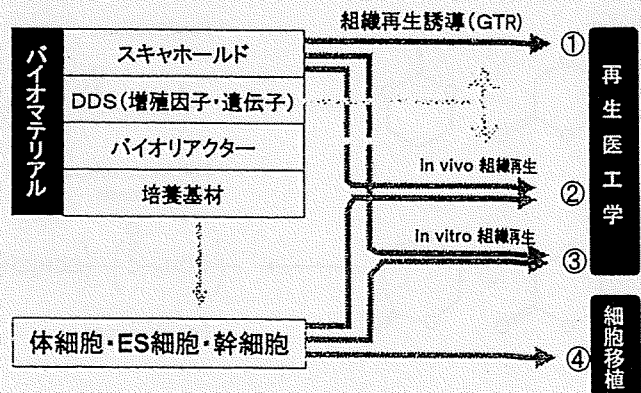 組織再生誘導(GTR)
バイオマテリアル
スキャホールド
DDS(増殖因子・遺伝子)
バイオリアクター
培養基材
①
in vivo 組織再生
②
in vitro 組織再生
③
再生医工学
体細胞・ES細胞・幹細胞
④
細胞移植